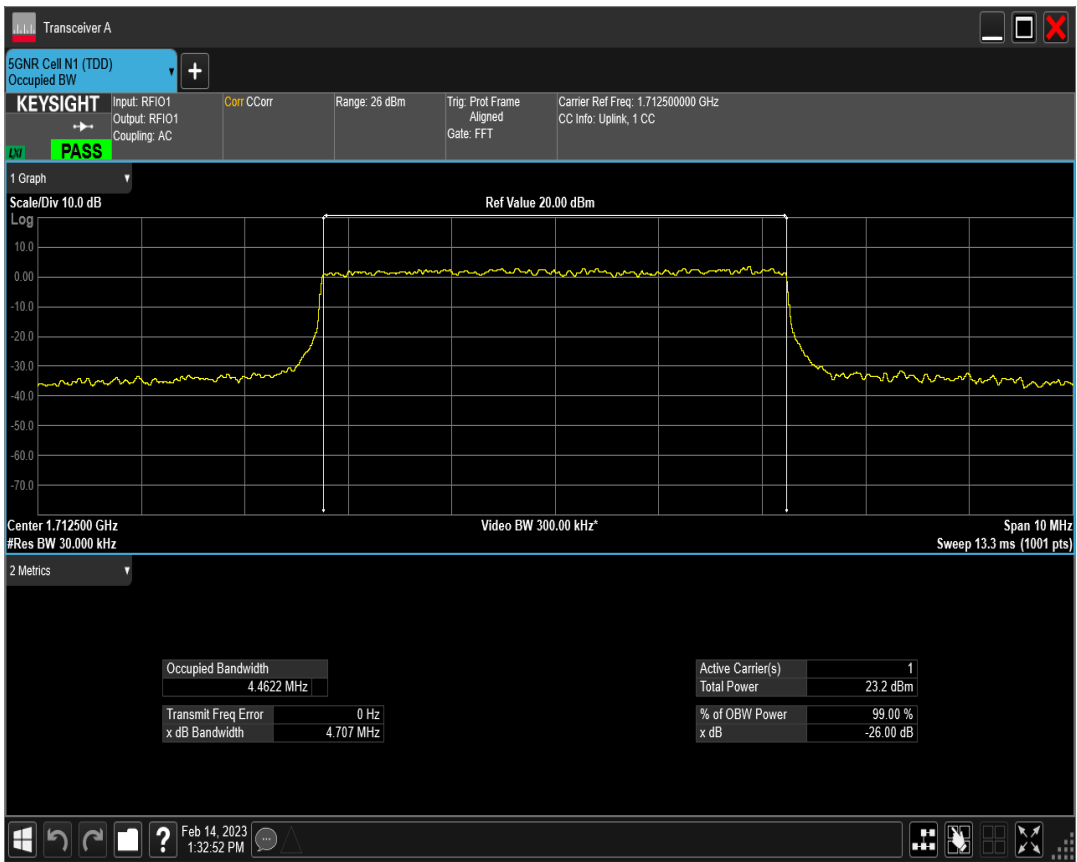 Transceiver A
5GNR Cell N1 (TDD)
Occupied BW
+
KEYSIGHT
LXI
PASS
Input: RFIO1
Output: RFIO1
Coupling: AC
Corr CCorr
Range: 26 dBm
Trig: Prot Frame
Aligned
Gate: FFT
Carrier Ref Freq: 1.712500000 GHz
CC Info: Uplink, 1 CC
1 Graph
Scale/Div 10.0 dB
Ref Value 20.00 dBm
Log
10.0
0.00
-10.0
-20.0
-30.0
-40.0
-50.0
-60.0
-70.0
Center 1.712500 GHz
Video BW 300.00 kHz*
Span 10 MHz
#Res BW 30.000 kHz
Sweep 13.3 ms (1001 pts)
2 Metrics
Occupied Bandwidth
4.4622 MHz
Transmit Freq Error 0 Hz
x dB Bandwidth 4.707 MHz
Active Carrier(s) 1
Total Power 23.2 dBm
% of OBW Power 99.00 %
x dB -26.00 dB
?
Feb 14, 2023
1:32:52 PM